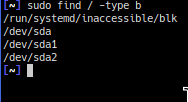 [~] >> sudo find / -type b
/run/systemd/inaccessible/blk
/dev/sda
/dev/sda1
/dev/sda2
[~] >>